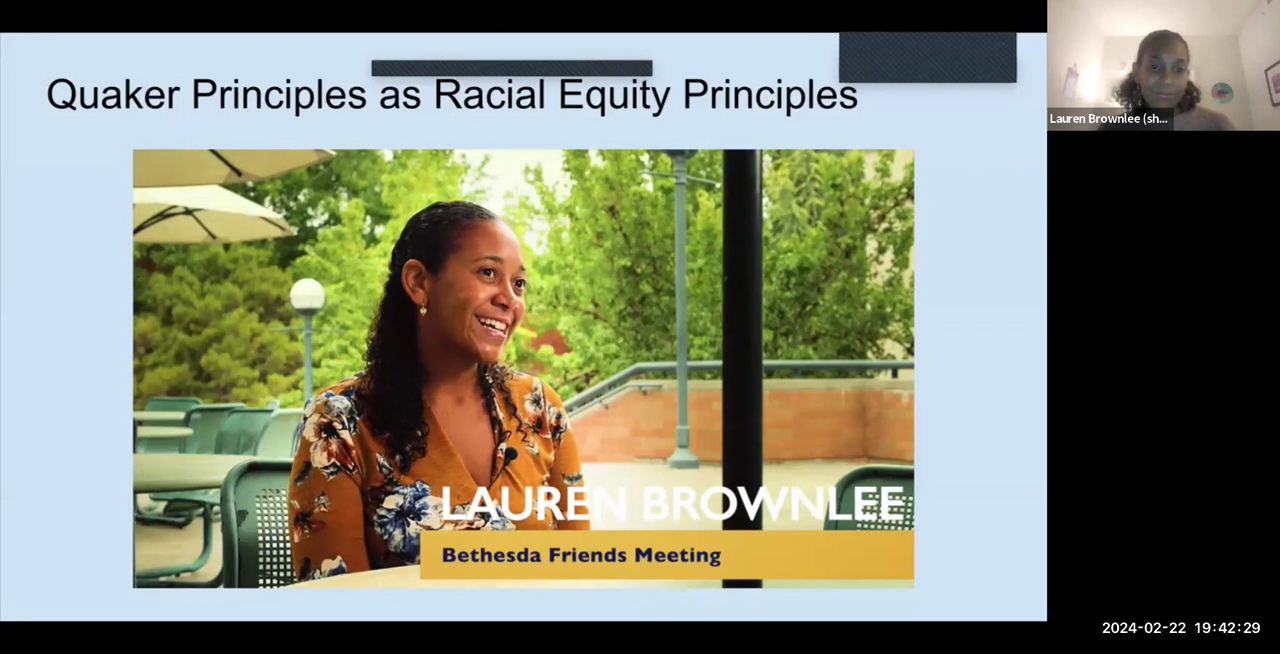 Quaker Principles as Racial Equity Principles
LAUREN BROWNLEE
Bethesda Friends Meeting
Lauren Brownlee (sh...
2024-02-22 19:42:29